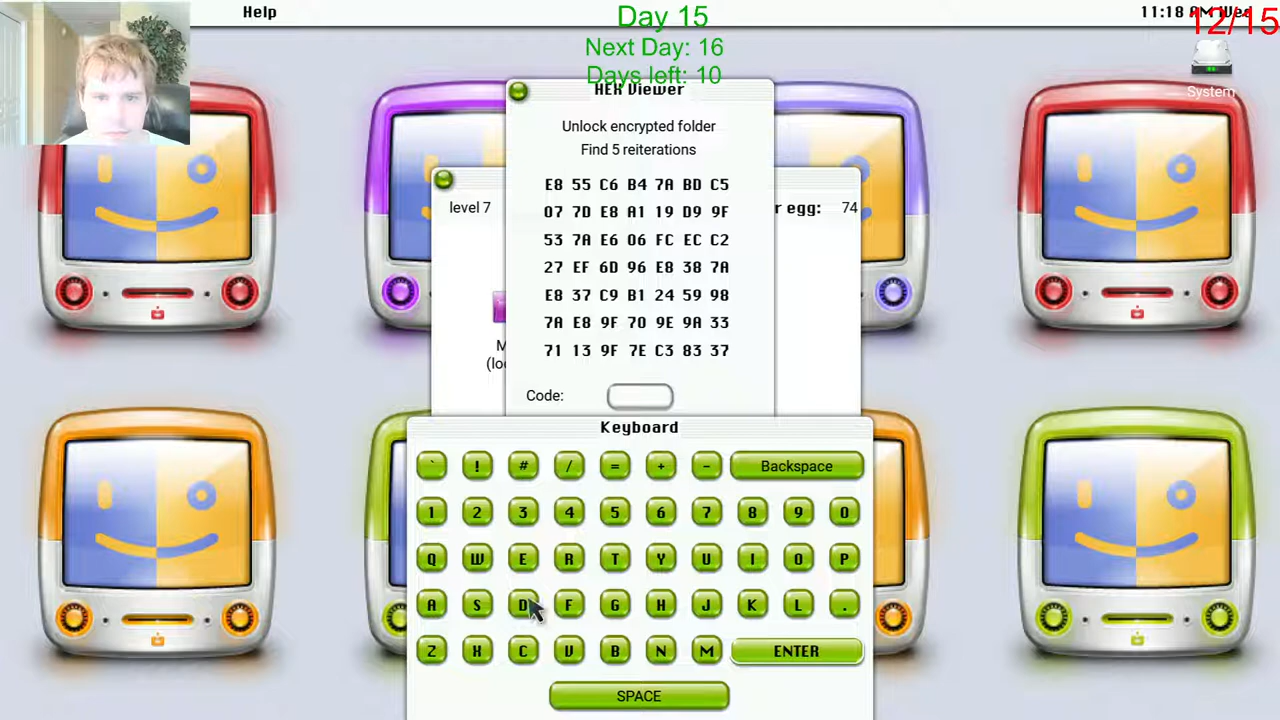 Help
Day 15
11:18 AM Wed
12/15
Next Day: 16
Days left: 10
System
HEX Viewer
Unlock encrypted folder
Find 5 reiterations
level 7
r egg: 74
E8 55 C6 B4 7A BD C5
07 7D E8 A1 19 D9 9F
53 7A E6 06 FC EC C2
27 EF 6D 96 E8 38 7A
E8 37 C9 B1 24 59 98
7A E8 9F 70 9E 9A 33
71 13 9F 7E C3 83 37
M
(lo
Code:
Keyboard
` ! # / = + - Backspace
1 2 3 4 5 6 7 8 9 0
Q W E R T Y U I O P
A S D F G H J K L .
Z X C V B N M ENTER
SPACE